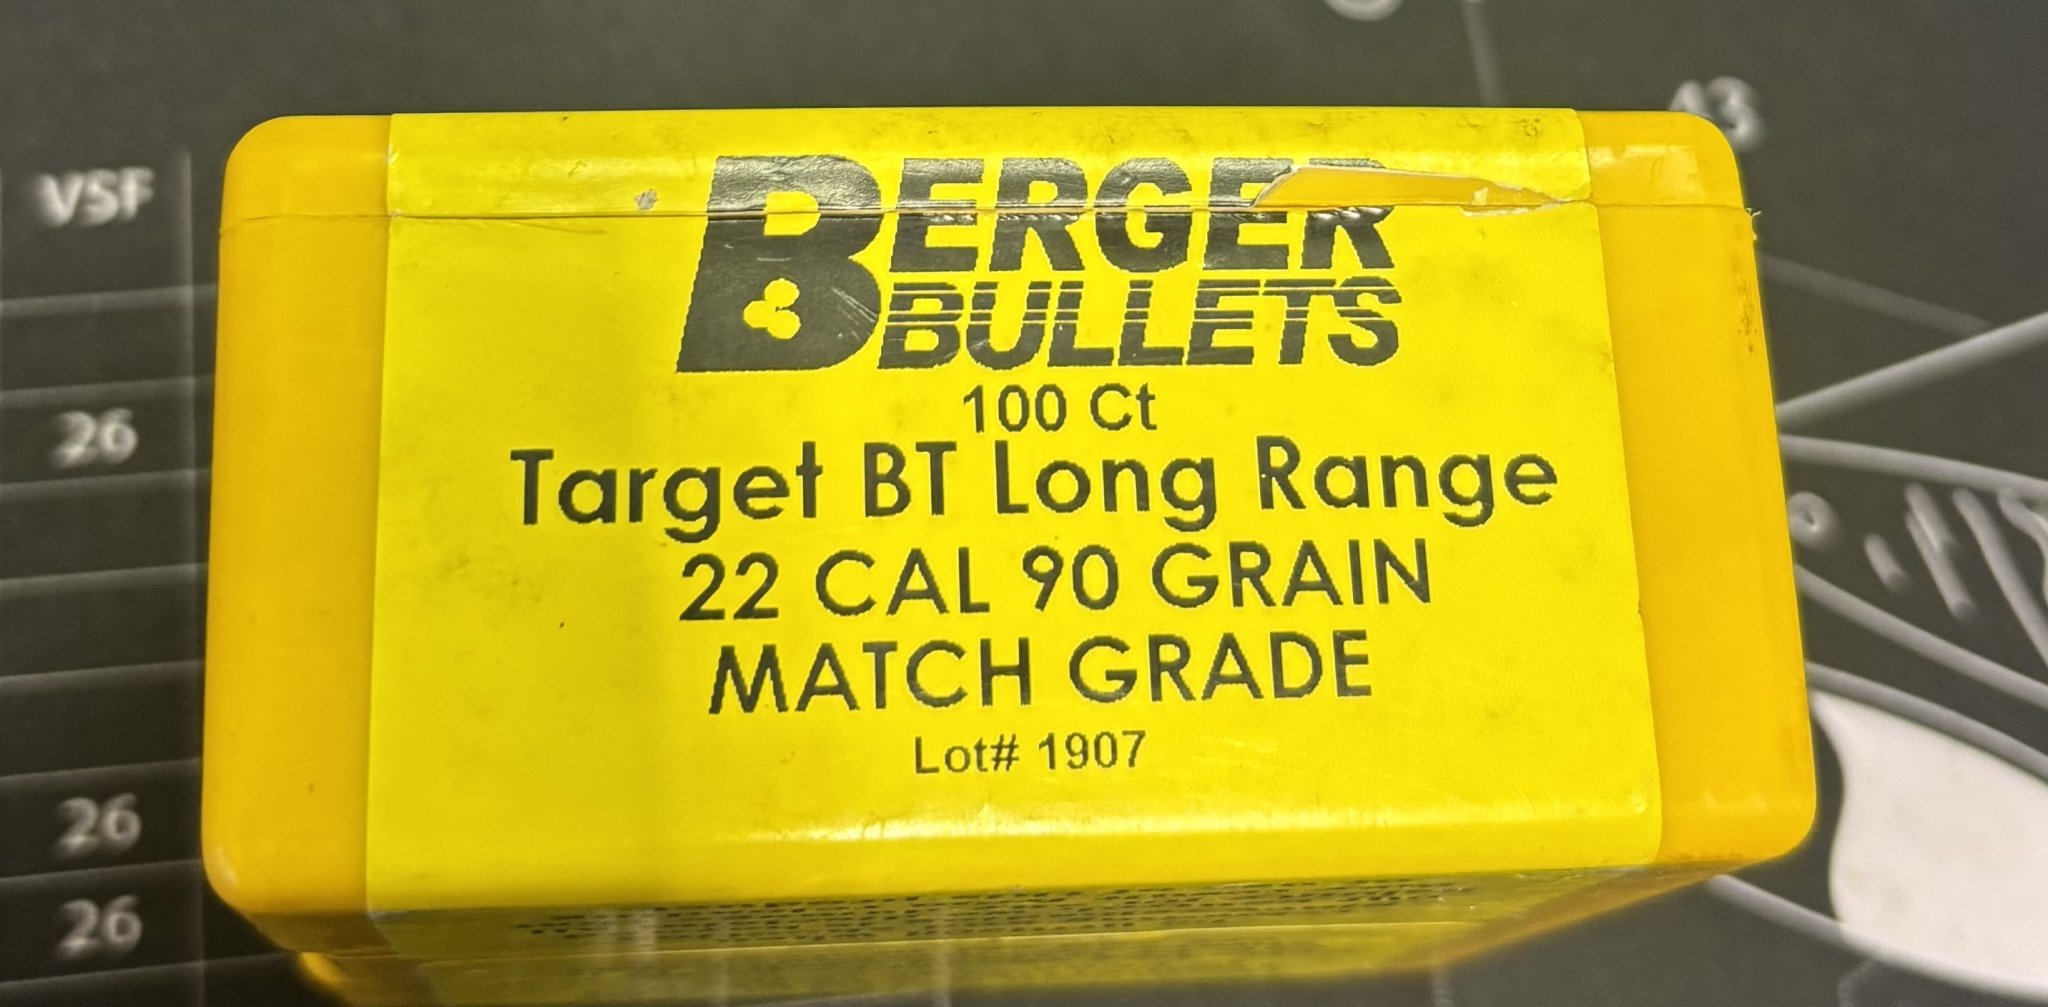 VSF
A3
BERGER
BULLETS
100 Ct
Target BT Long Range
22 CAL 90 GRAIN
MATCH GRADE
Lot# 1907
26
26
26